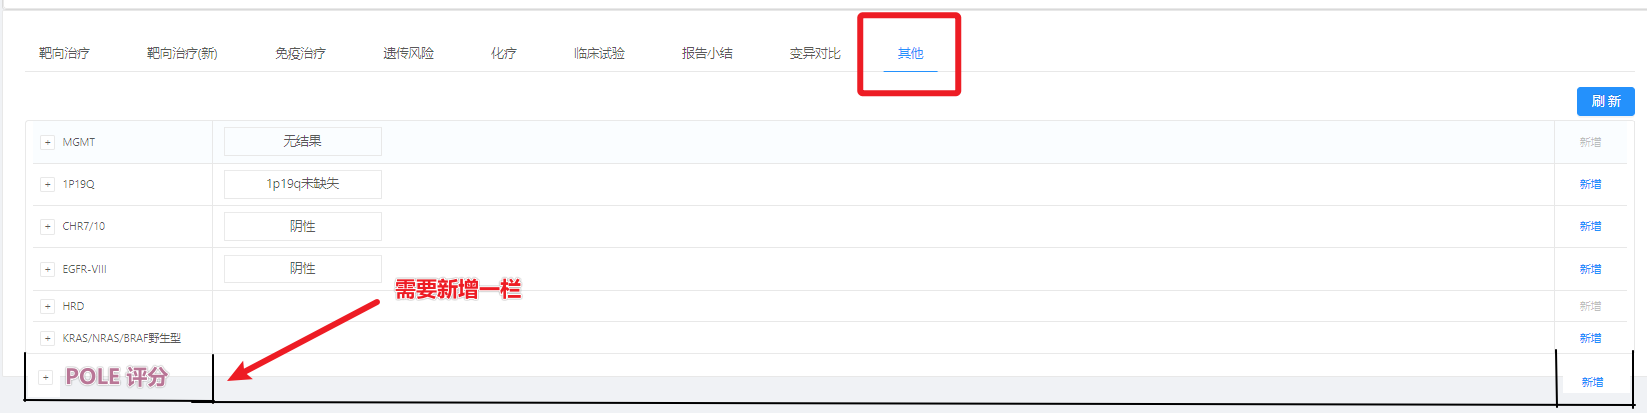 靶向治疗 靶向治疗(新) 免疫治疗 遗传风险 化疗 临床试验 报告小结 变异对比 其他
刷 新
+ MGMT 无结果 新增
+ 1P19Q 1p19q未缺失 新增
+ CHR7/10 阴性 新增
+ EGFR-VIII 阴性 新增
需要新增一栏
+ HRD 新增
+ KRAS/NRAS/BRAF野生型 新增
+ POLE 评分 新增